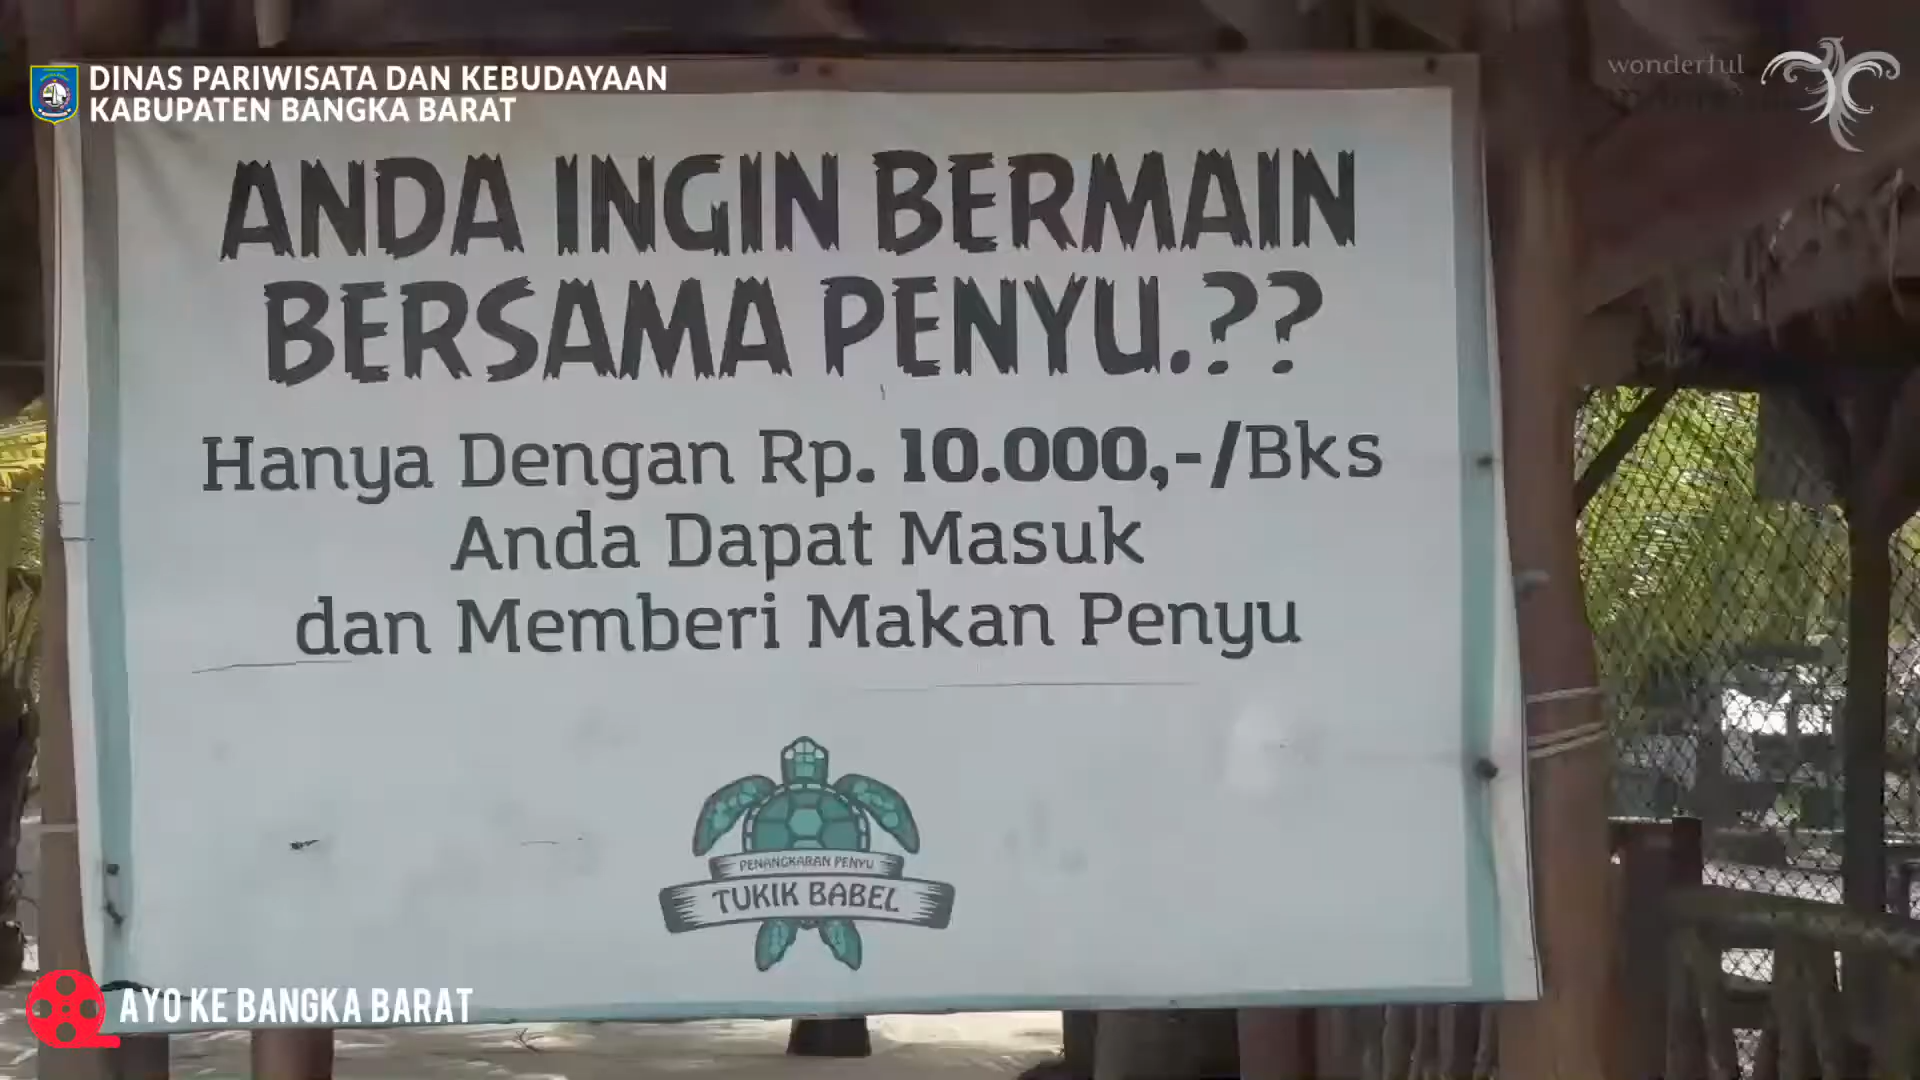 DINAS PARIWISATA DAN KEBUDAYAAN
KABUPATEN BANGKA BARAT
wonderful
ANDA INGIN BERMAIN
BERSAMA PENYU.??
Hanya Dengan Rp. 10.000,-/Bks
Anda Dapat Masuk
dan Memberi Makan Penyu
PENANGKARAN PENYU
TUKIK BABEL
AYO KE BANGKA BARAT